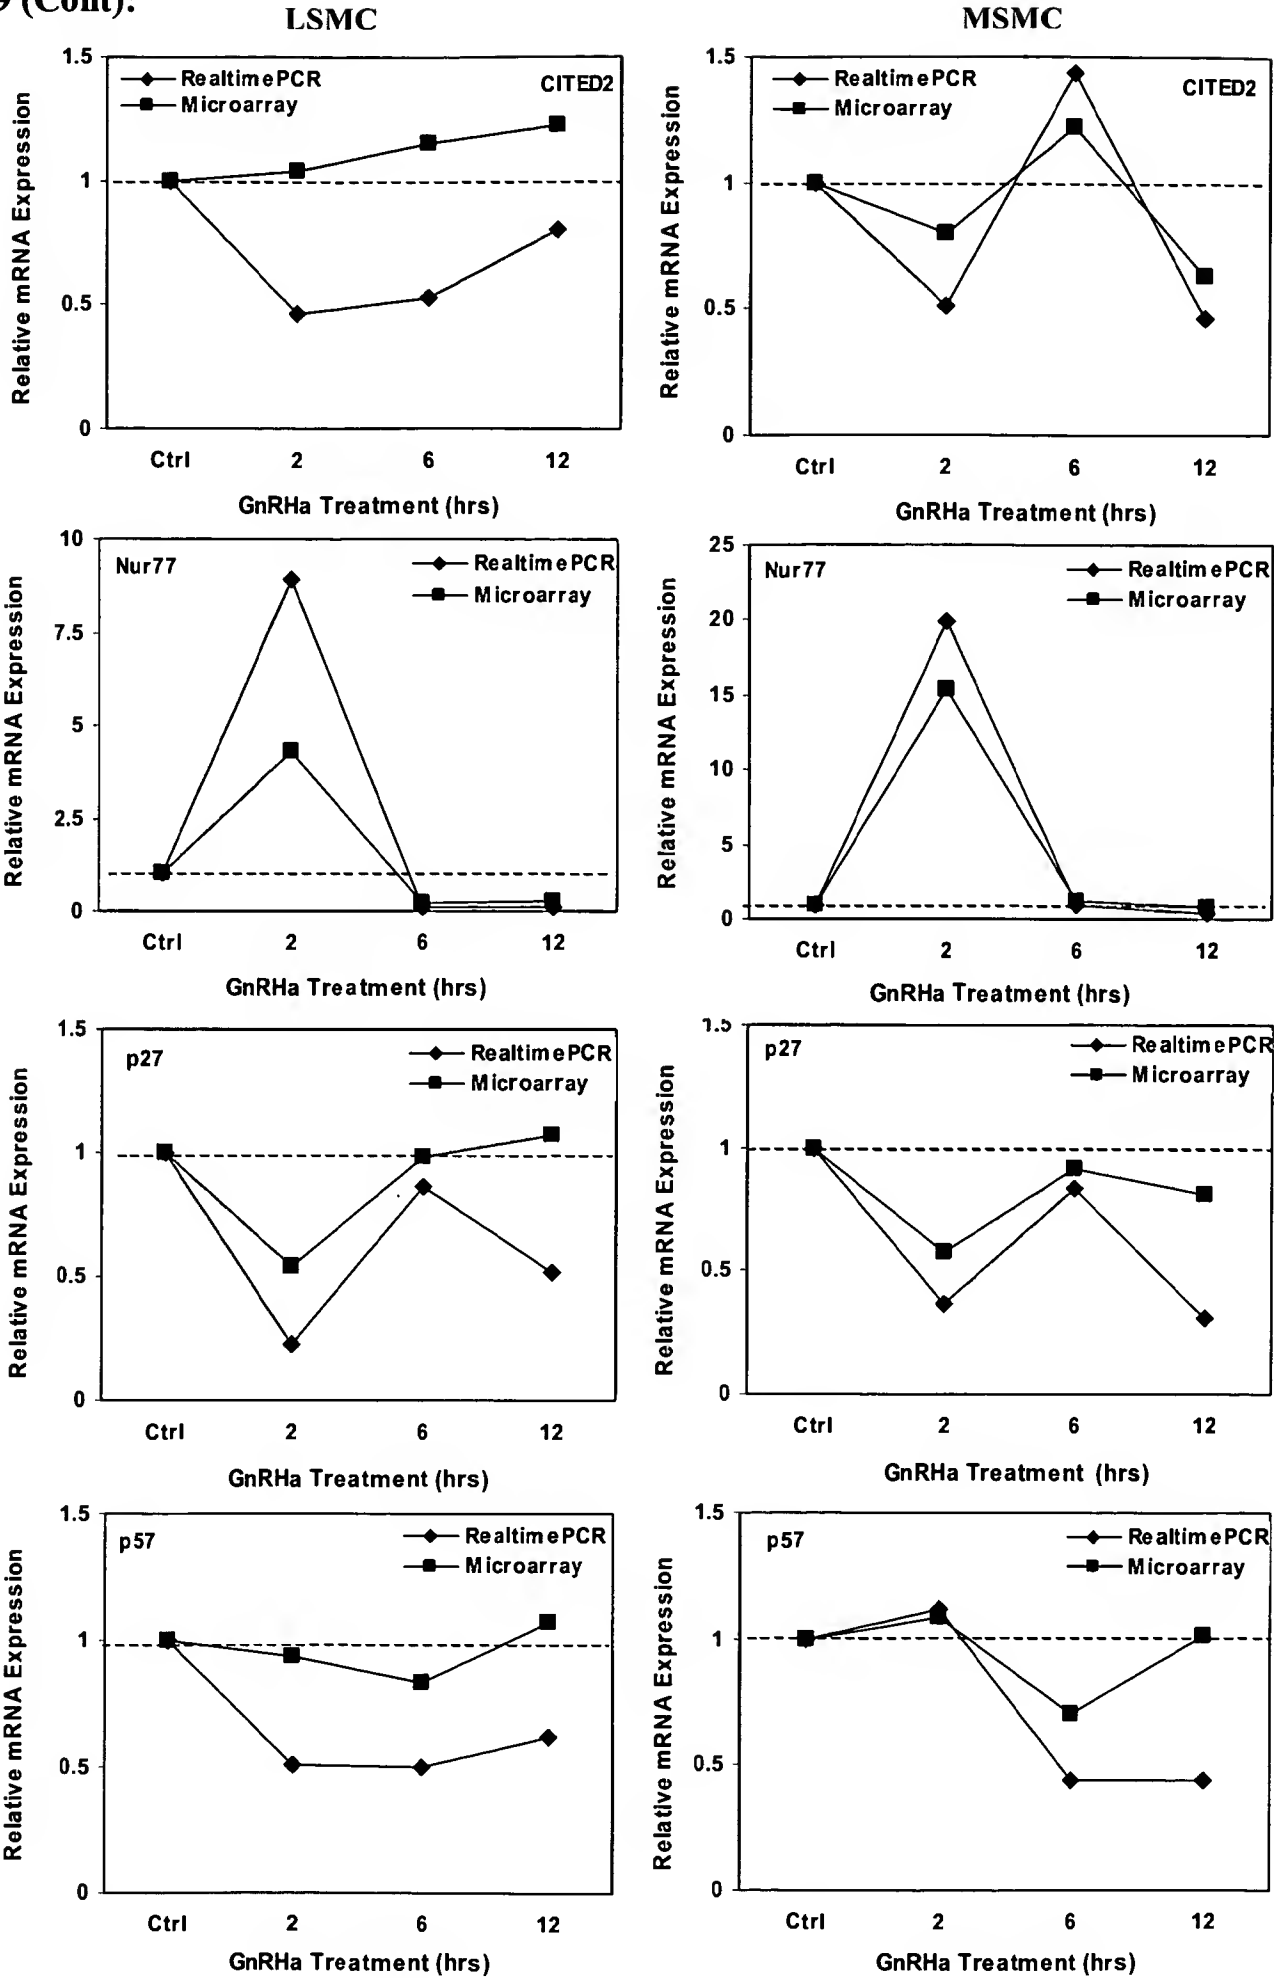 (Cont).
LSMC
MSMC
1.5
RealtimePCR
Microarray
CITED2
1
0.5
0
Relative mRNA Expression
Ctrl 2 6 12
GnRHa Treatment (hrs)
1.5
RealtimePCR
Microarray
CITED2
1
0.5
0
Relative mRNA Expression
Ctrl 2 6 12
GnRHa Treatment (hrs)
10
Nur77
RealtimePCR
Microarray
7.5
5
2.5
0
Relative mRNA Expression
Ctrl 2 6 12
GnRHa Treatment (hrs)
25
Nur77
RealtimePCR
Microarray
20
15
10
5
0
Relative mRNA Expression
Ctrl 2 6 12
GnRHa Treatment (hrs)
1.5
p27
RealtimePCR
Microarray
1
0.5
0
Relative mRNA Expression
Ctrl 2 6 12
GnRHa Treatment (hrs)
1.5
p27
RealtimePCR
Microarray
1
0.5
0
Relative mRNA Expression
Ctrl 2 6 12
GnRHa Treatment (hrs)
1.5
p57
RealtimePCR
Microarray
1
0.5
0
Relative mRNA Expression
Ctrl 2 6 12
GnRHa Treatment (hrs)
1.5
p57
RealtimePCR
Microarray
1
0.5
0
Relative mRNA Expression
Ctrl 2 6 12
GnRHa Treatment (hrs)